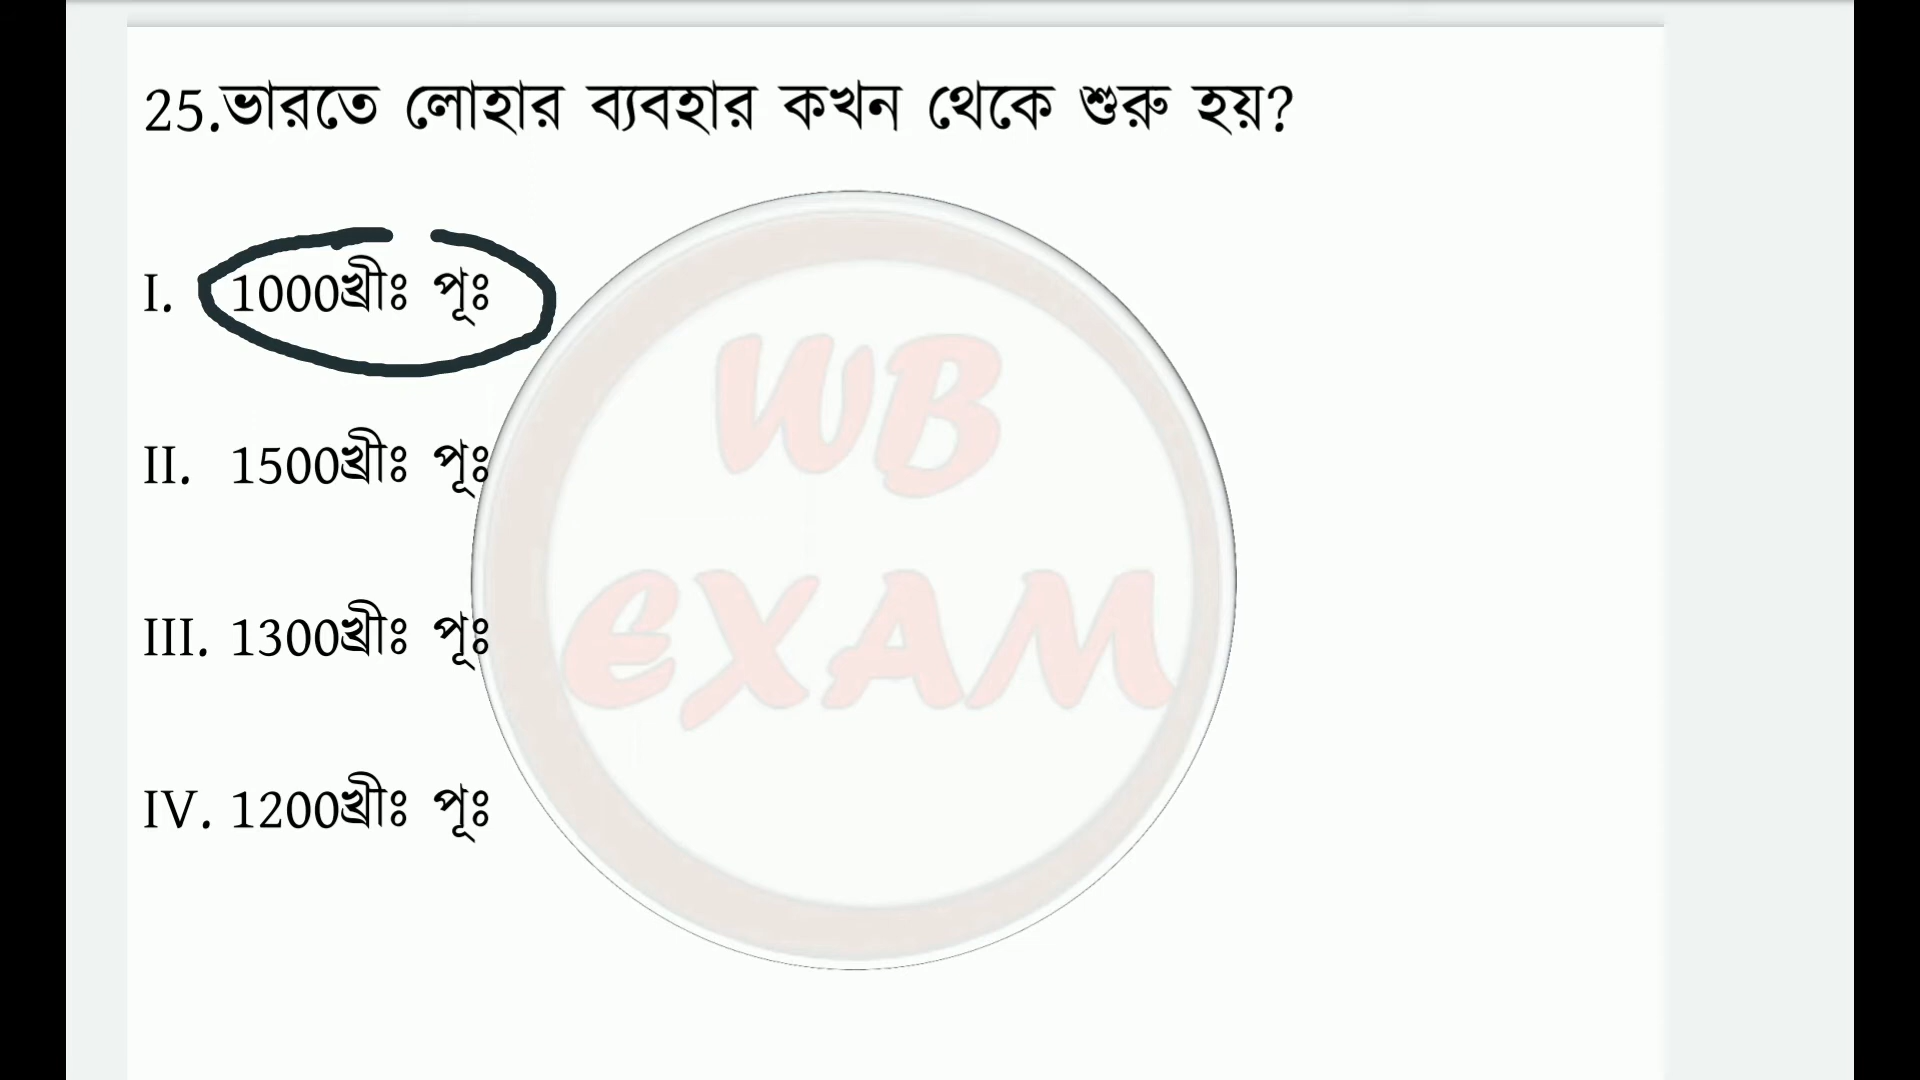 25.ভারতে লোহার ব্যবহার কখন থেকে শুরু হয়?
I. 1000খ্রীঃ পূঃ
II. 1500খ্রীঃ পূঃ
III. 1300খ্রীঃ পূঃ
IV. 1200খ্রীঃ পূঃ
WB
EXAM